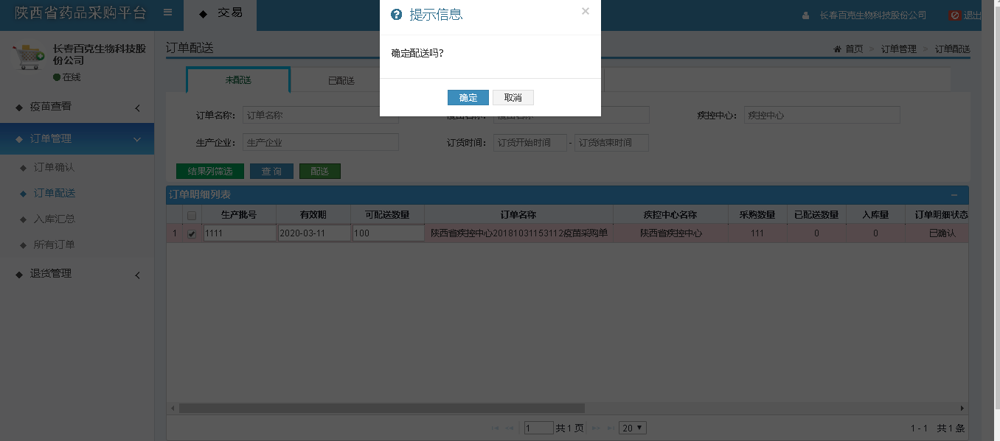 陕西省药品采购平台
交易
长春百克生物科技股份公司
退出
提示信息
×
确定配送吗?
确定
取消
长春百克生物科技股份公司
在线
疫苗查看
订单管理
订单确认
订单配送
入库汇总
所有订单
退货管理
订单配送
首页 订单管理 订单配送
未配送
已配送
订单名称： 订单名称
疾控中心： 疾控中心
生产企业： 生产企业
订货时间： 订货开始时间 - 订货结束时间
结果列筛选 查 询 配送
订单明细列表
生产批号 有效期 可配送数量 订单名称 疾控中心名称 采购数量 已配送数量 入库量 订单明细状态
1 1111 2020-03-11 100 陕西省疾控中心20181031153112疫苗采购单 陕西省疾控中心 111 0 0 已确认
1 共 1 页 20
1 - 1 共 1 条